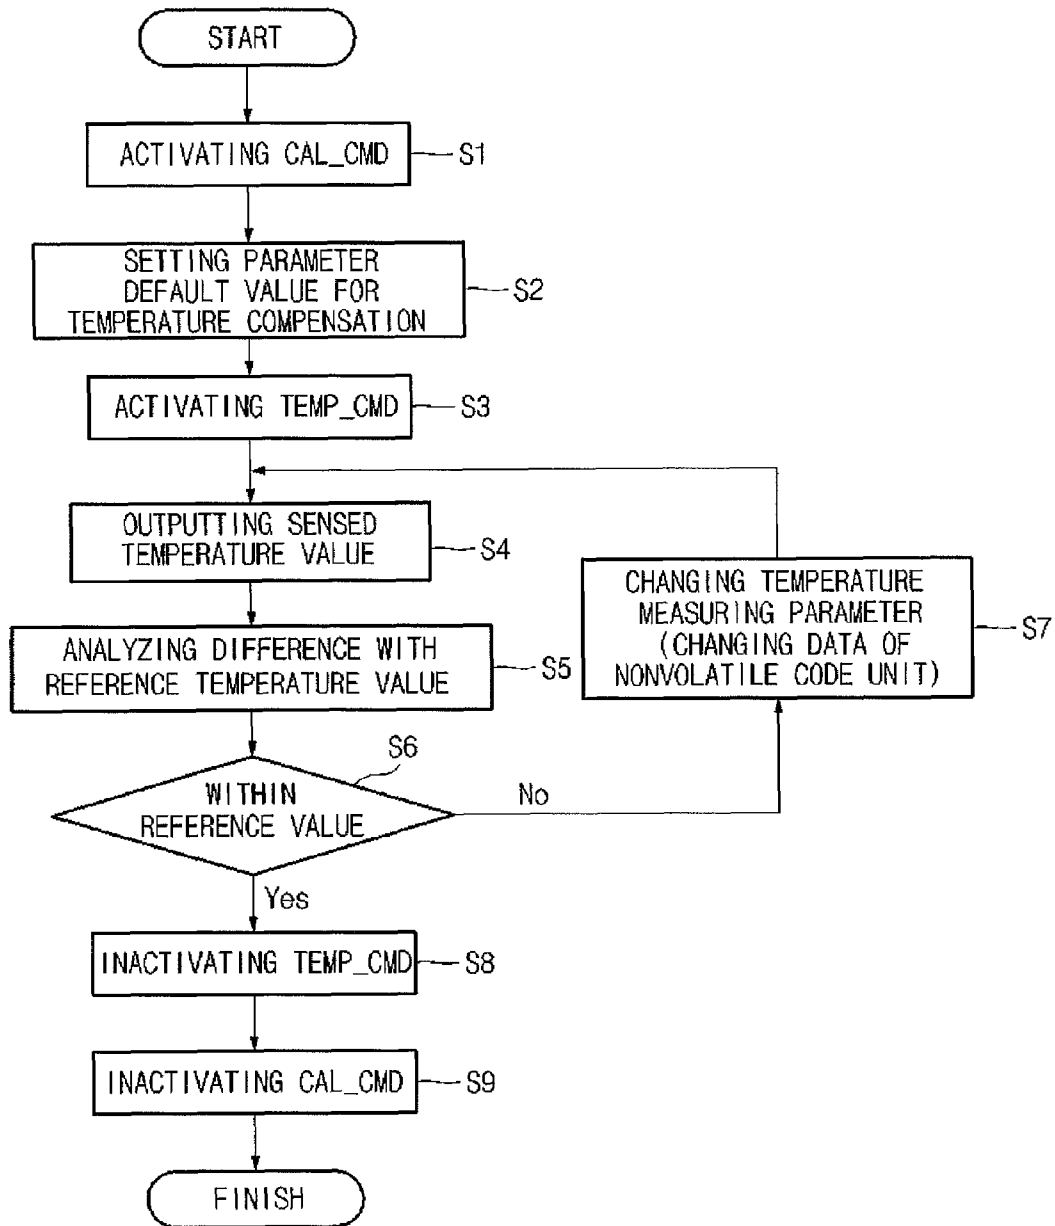 START
ACTIVATING CAL_CMD
S1
SETTING PARAMETER
DEFAULT VALUE FOR
TEMPERATURE COMPENSATION
S2
ACTIVATING TEMP_CMD
S3
OUTPUTTING SENSED
TEMPERATURE VALUE
S4
CHANGING TEMPERATURE
MEASURING PARAMETER
(CHANGING DATA OF
NONVOLATILE CODE UNIT)
S7
ANALYZING DIFFERENCE WITH
REFERENCE TEMPERATURE VALUE
S5
S6
WITHIN
REFERENCE VALUE
No
Yes
INACTIVATING TEMP_CMD
S8
INACTIVATING CAL_CMD
S9
FINISH